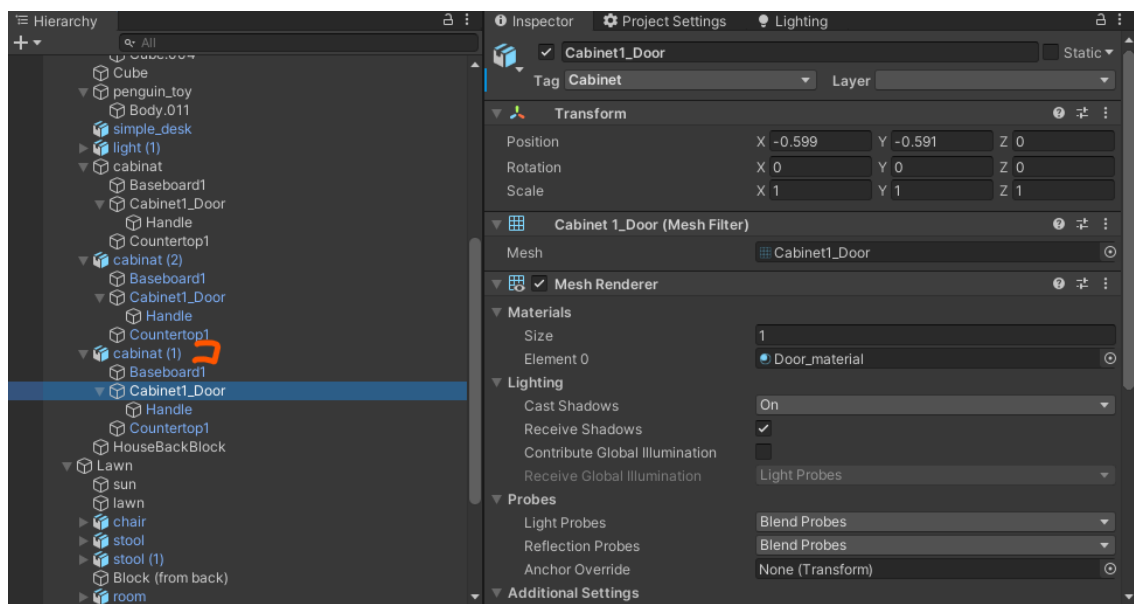 Hierarchy
All
Cube.004
Cube
penguin_toy
Body.011
simple_desk
light (1)
cabinat
Baseboard1
Cabinet1_Door
Handle
Countertop1
cabinat (2)
Baseboard1
Cabinet1_Door
Handle
Countertop1
cabinat (1)
Baseboard1
Cabinet1_Door
Handle
Countertop1
HouseBackBlock
Lawn
sun
lawn
chair
stool
stool (1)
Block (from back)
room
Inspector Project Settings Lighting
Cabinet1_Door Static
Tag Cabinet Layer
Transform
Position X -0.599 Y -0.591 Z 0
Rotation X 0 Y 0 Z 0
Scale X 1 Y 1 Z 1
Cabinet 1_Door (Mesh Filter)
Mesh Cabinet1_Door
Mesh Renderer
Materials
Size 1
Element 0 Door_material
Lighting
Cast Shadows On
Receive Shadows
Contribute Global Illumination
Receive Global Illumination Light Probes
Probes
Light Probes Blend Probes
Reflection Probes Blend Probes
Anchor Override None (Transform)
Additional Settings